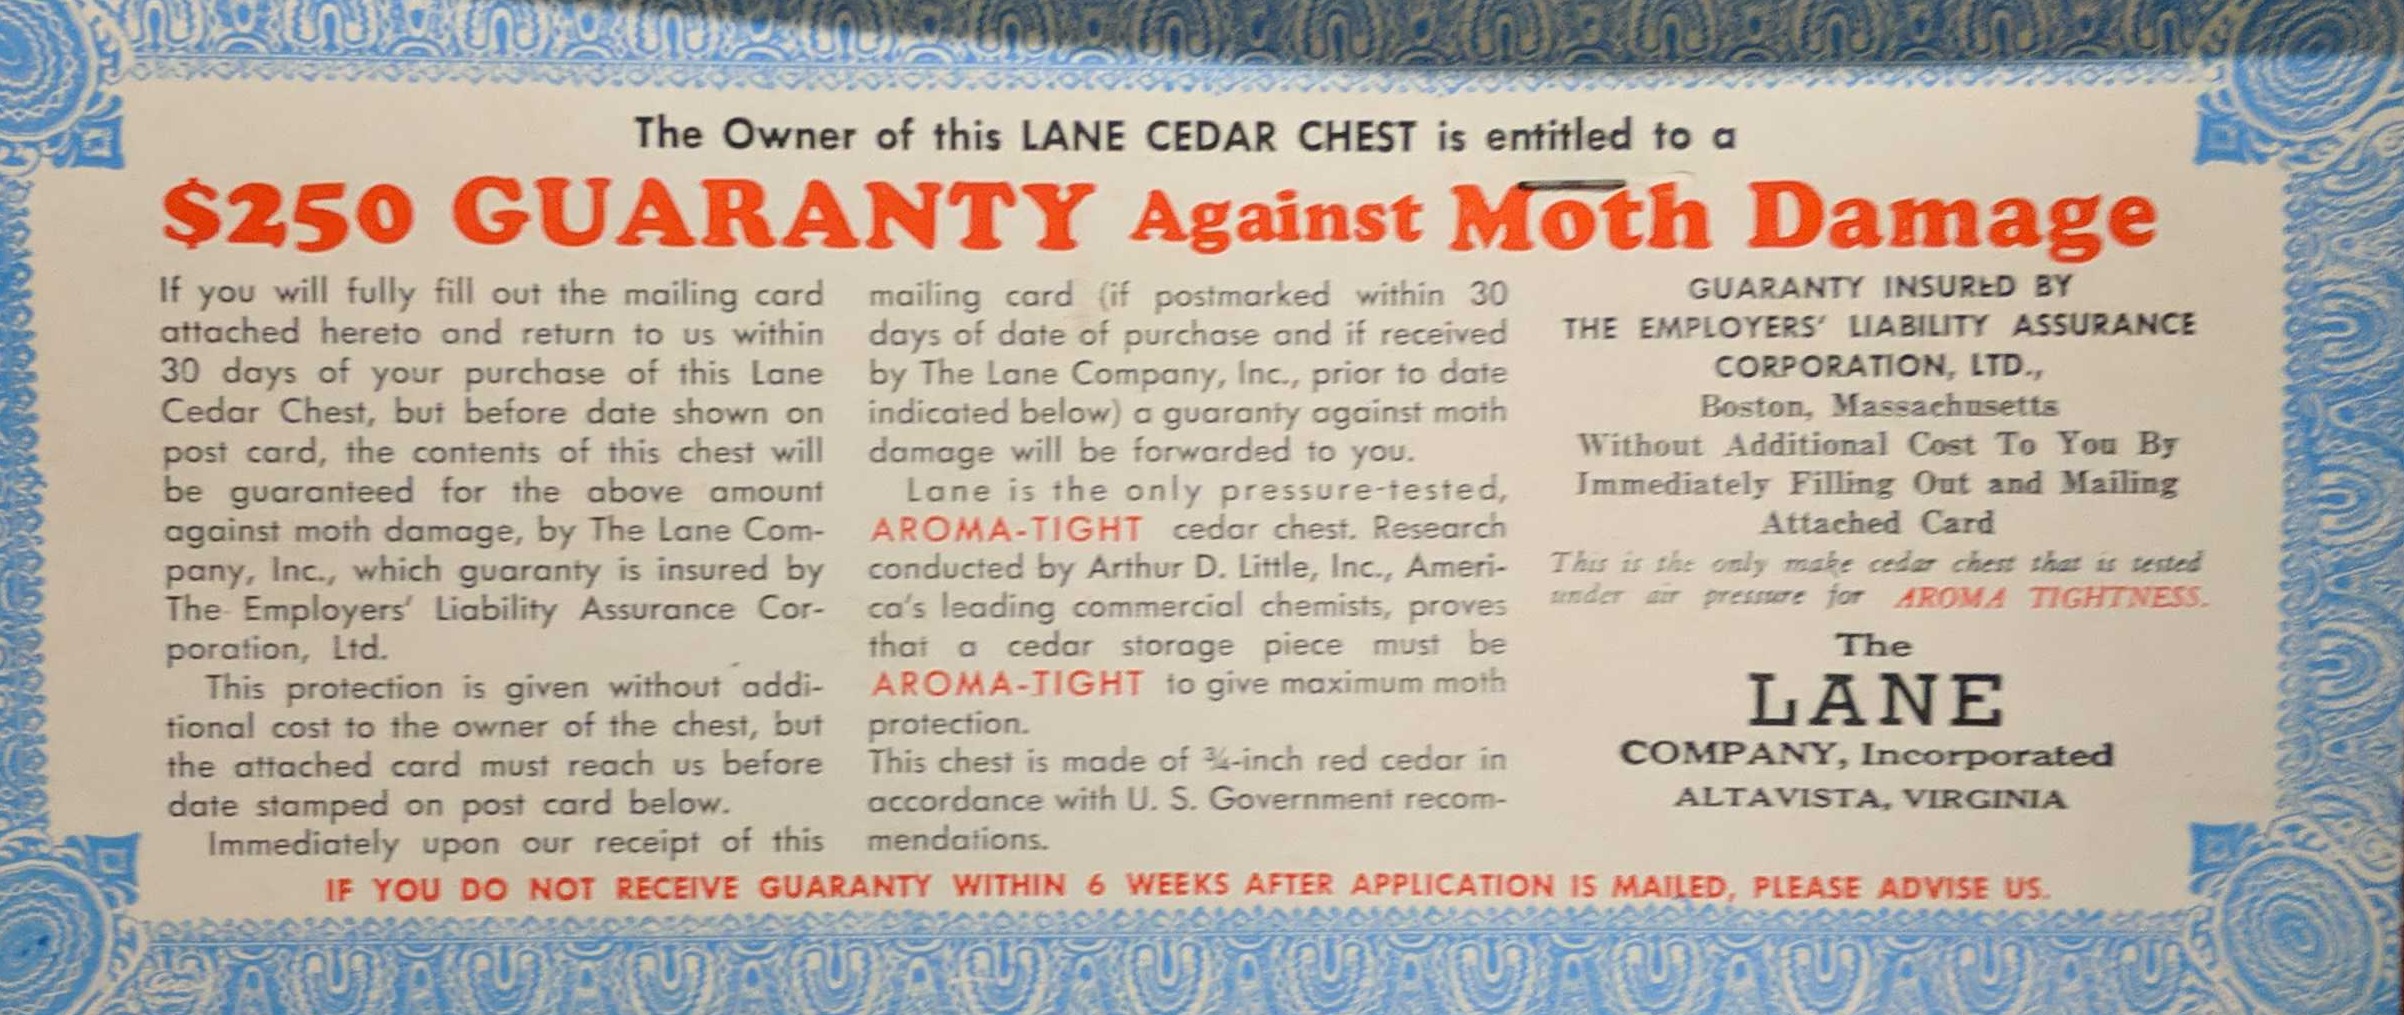 The Owner of this LANE CEDAR CHEST is entitled to a
$250 GUARANTY Against Moth Damage
If you will fully fill out the mailing card
attached hereto and return to us within
30 days of your purchase of this Lane
Cedar Chest, but before date shown on
post card, the contents of this chest will
be guaranteed for the above amount
against moth damage, by The Lane Com-
pany, Inc., which guaranty is insured by
The Employers' Liability Assurance Cor-
poration, Ltd.
This protection is given without addi-
tional cost to the owner of the chest, but
the attached card must reach us before
date stamped on post card below.
Immediately upon our receipt of this
mailing card (if postmarked within 30
days of date of purchase and if received
by The Lane Company, Inc., prior to date
indicated below) a guaranty against moth
damage will be forwarded to you.
Lane is the only pressure-tested,
AROMA-TIGHT cedar chest. Research
conducted by Arthur D. Little, Inc., Ameri-
ca's leading commercial chemists, proves
that a cedar storage piece must be
AROMA-TIGHT to give maximum moth
protection.
This chest is made of ¾-inch red cedar in
accordance with U. S. Government recom-
mendations.
GUARANTY INSURED BY
THE EMPLOYERS' LIABILITY ASSURANCE
CORPORATION, LTD.,
Boston, Massachusetts
Without Additional Cost To You By
Immediately Filling Out and Mailing
Attached Card
This is the only make cedar chest that is tested
under air pressure for AROMA TIGHTNESS.
The
LANE
COMPANY, Incorporated
ALTAVISTA, VIRGINIA
IF YOU DO NOT RECEIVE GUARANTY WITHIN 6 WEEKS AFTER APPLICATION IS MAILED, PLEASE ADVISE US.